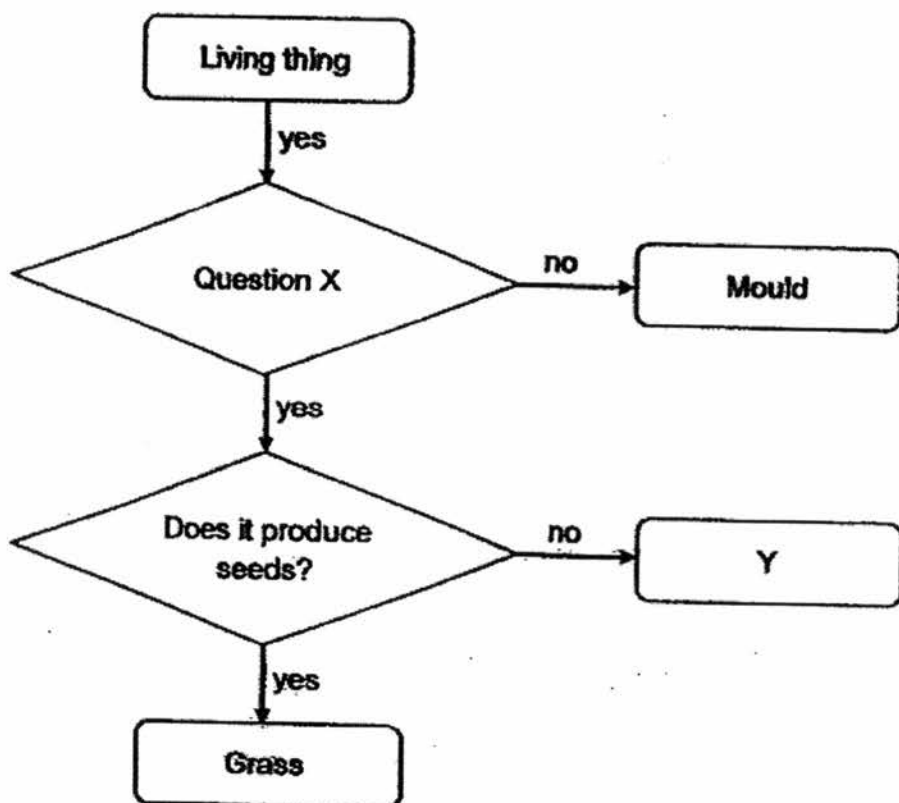 Living thing
yes
Question X
no
Mould
yes
Does it produce
seeds?
no
Y
yes
Grass